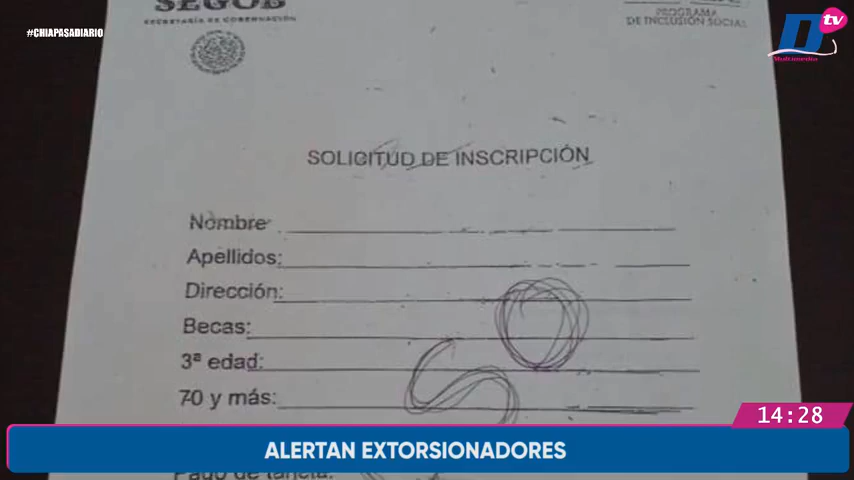 SEGOB
SECRETARÍA DE GOBERNACIÓN
PROGRAMA
DE INCLUSIÓN SOCIAL
#CHIAPASADIARIO
D tv
Multimedia
SOLICITUD DE INSCRIPCIÓN
Nombre
Apellidos:
Dirección:
Becas:
3ª edad:
70 y más:
14:28
ALERTAN EXTORSIONADORES